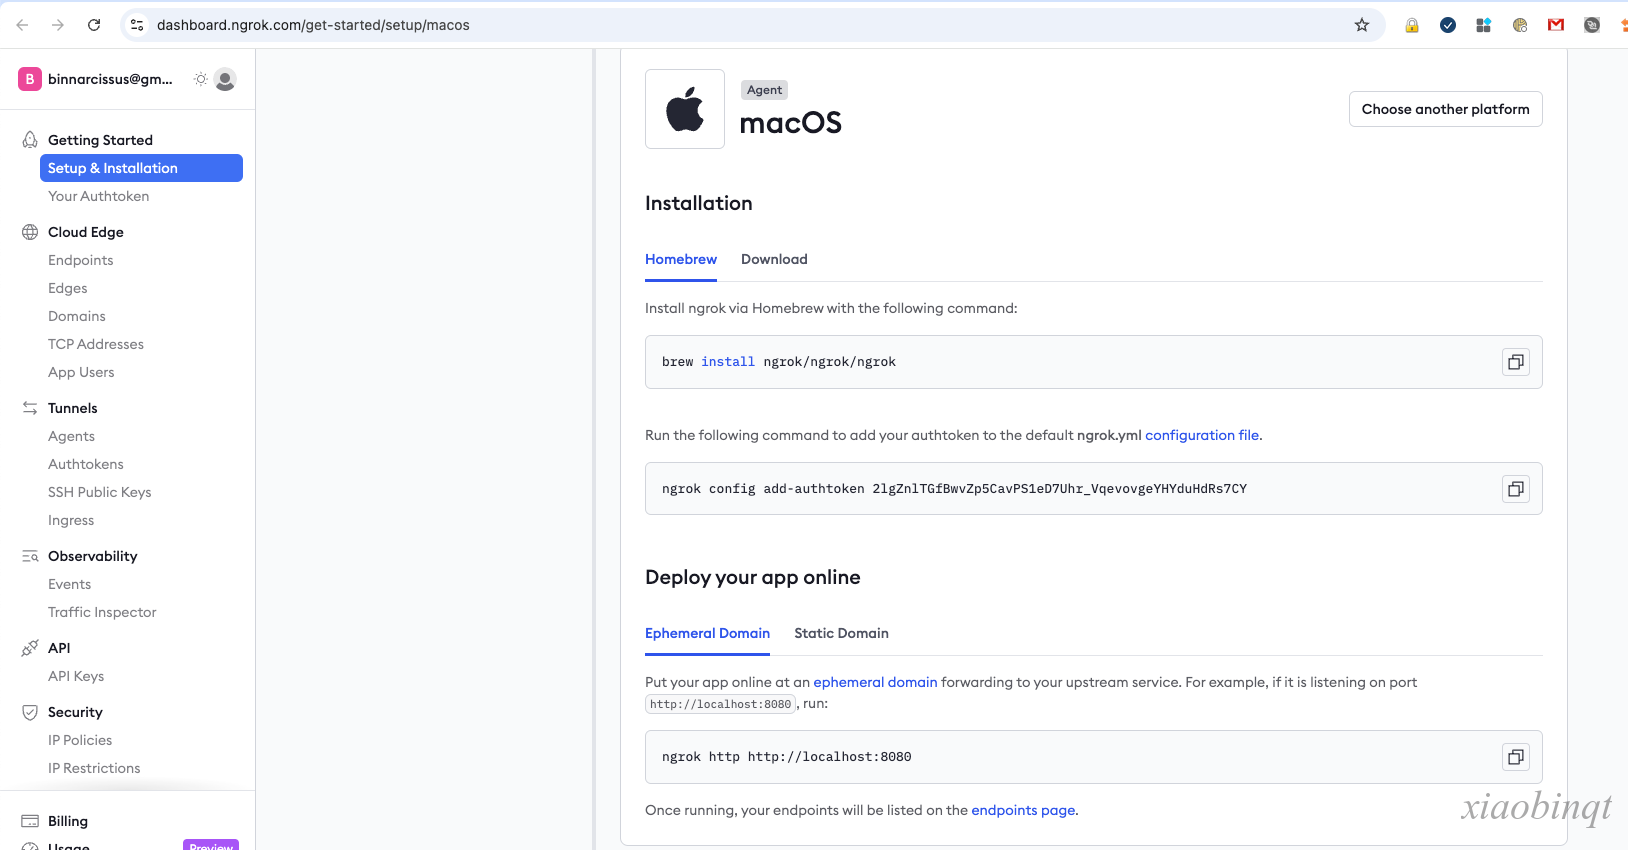 dashboard.ngrok.com/get-started/setup/macos
B binnarcissus@gm...
Getting Started
Setup & Installation
Your Authtoken
Cloud Edge
Endpoints
Edges
Domains
TCP Addresses
App Users
Tunnels
Agents
Authtokens
SSH Public Keys
Ingress
Observability
Events
Traffic Inspector
API
API Keys
Security
IP Policies
IP Restrictions
Billing
Usage Preview
Agent
macOS
Choose another platform
Installation
Homebrew Download
Install ngrok via Homebrew with the following command:
brew install ngrok/ngrok/ngrok
Run the following command to add your authtoken to the default ngrok.yml configuration file.
ngrok config add-authtoken 2lgZnlTGfBwvZp5CavPS1eD7Uhr_VqevovgeYHYduHdRs7CY
Deploy your app online
Ephemeral Domain Static Domain
Put your app online at an ephemeral domain forwarding to your upstream service. For example, if it is listening on port
http://localhost:8080, run:
ngrok http http://localhost:8080
Once running, your endpoints will be listed on the endpoints page.
xiaobinqt